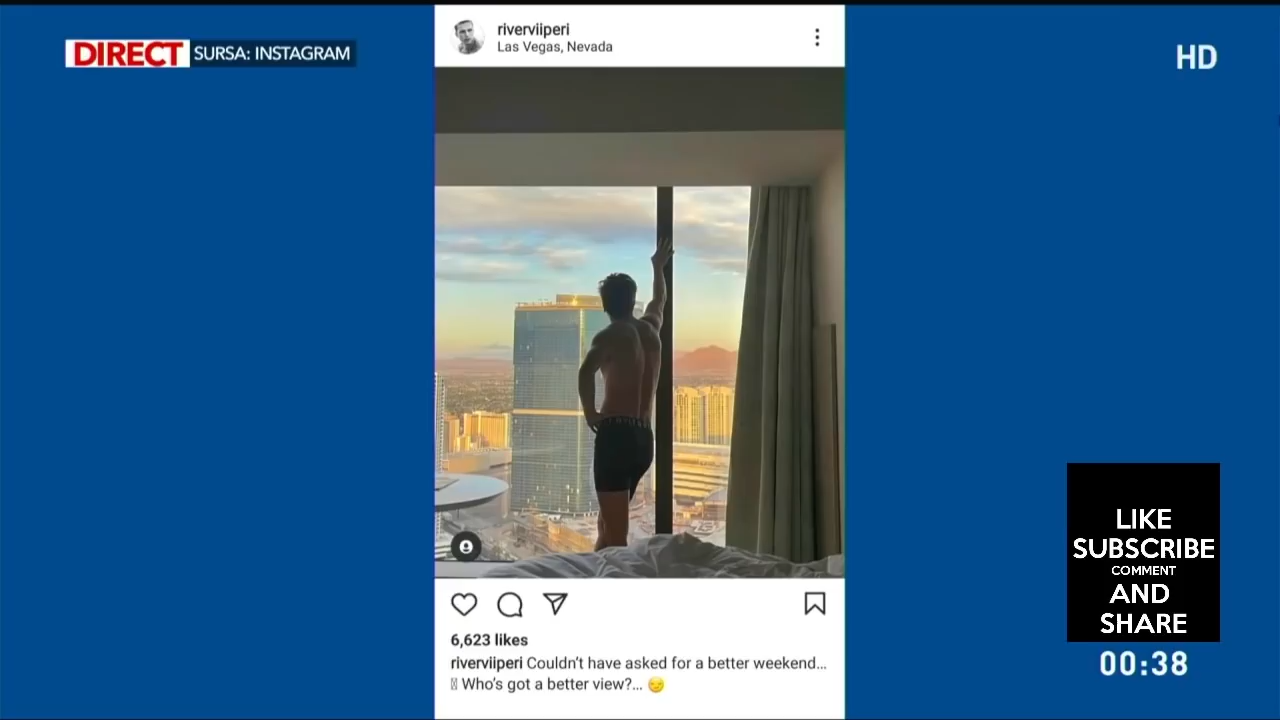 riverviiperi
Las Vegas, Nevada
DIRECT SURSA: INSTAGRAM
HD
6,623 likes
riverviiperi Couldn't have asked for a better weekend...
Who's got a better view?... 😏
LIKE
SUBSCRIBE
COMMENT
AND
SHARE
00:38